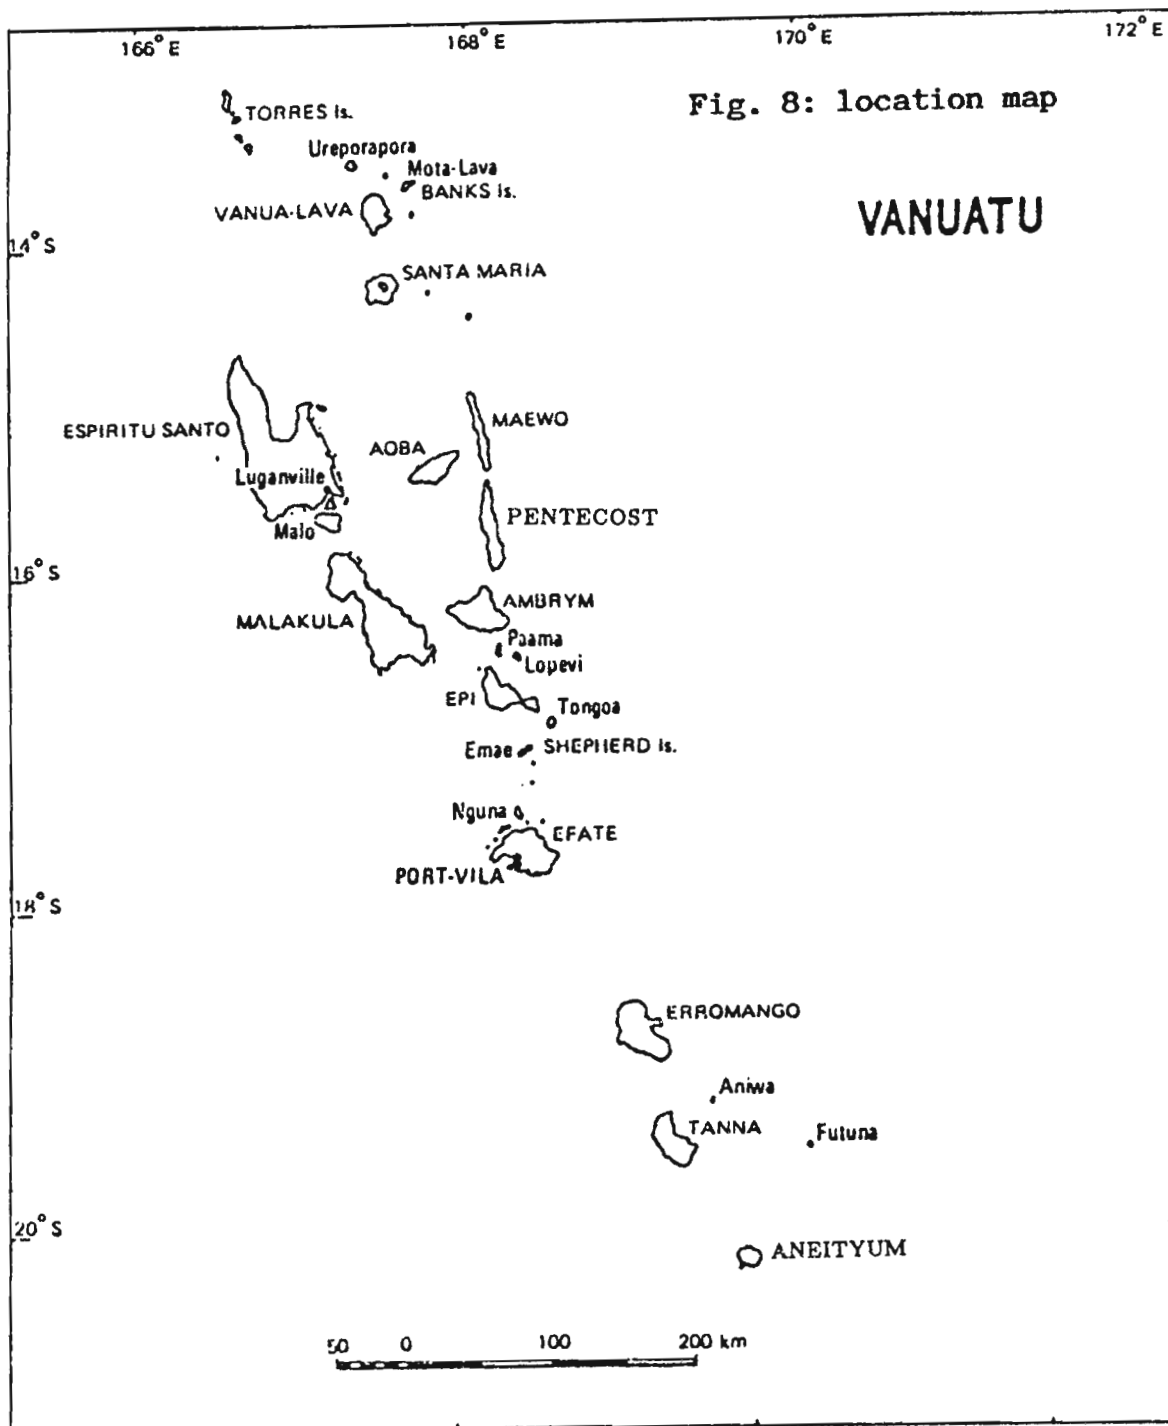 166° E 168° E 170° E 172° E
Fig. 8: location map
VANUATU
TORRES Is.
Ureporapora
Mota-Lava
BANKS Is.
VANUA-LAVA
14° S
SANTA MARIA
MAEWO
ESPIRITU SANTO
AOBA
Luganville
PENTECOST
Malo
16° S
AMBRYM
MALAKULA
Paama
Lopevi
EPI
Tongoa
Emae
SHEPHERD Is.
Nguna
EFATE
PORT-VILA
18° S
ERROMANGO
Aniwa
TANNA
Futuna
20° S
ANEITYUM
50 0 100 200 km